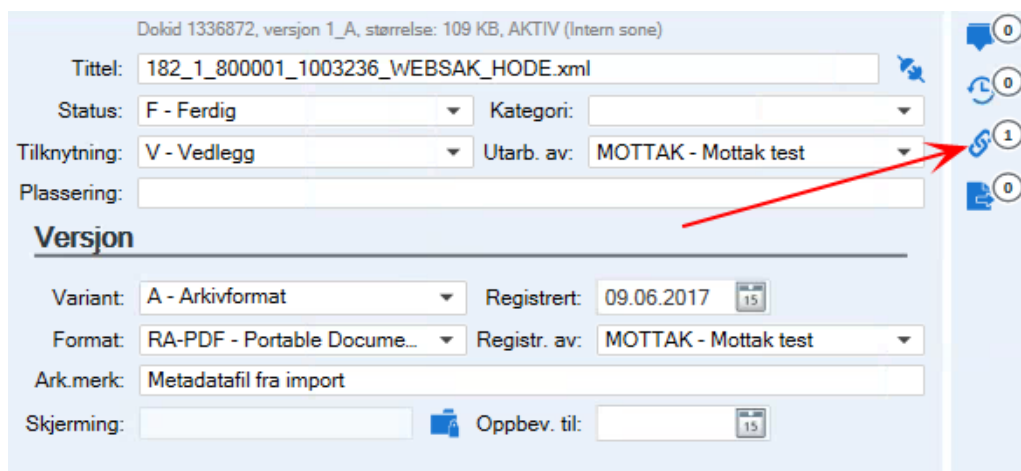 Dokid 1336872, versjon 1_A, størrelse: 109 KB, AKTIV (Intern sone)
0
Tittel: 182_1_800001_1003236_WEBSAK_HODE.xml
0
Status: F - Ferdig Kategori:
1
Tilknytning: V - Vedlegg Utarb. av: MOTTAK - Mottak test
0
Plassering:
Versjon
Variant: A - Arkivformat Registrert: 09.06.2017 15
Format: RA-PDF - Portable Docume... Registr. av: MOTTAK - Mottak test
Ark.merk: Metadatafil fra import
Skjerming: Oppbev. til: 15